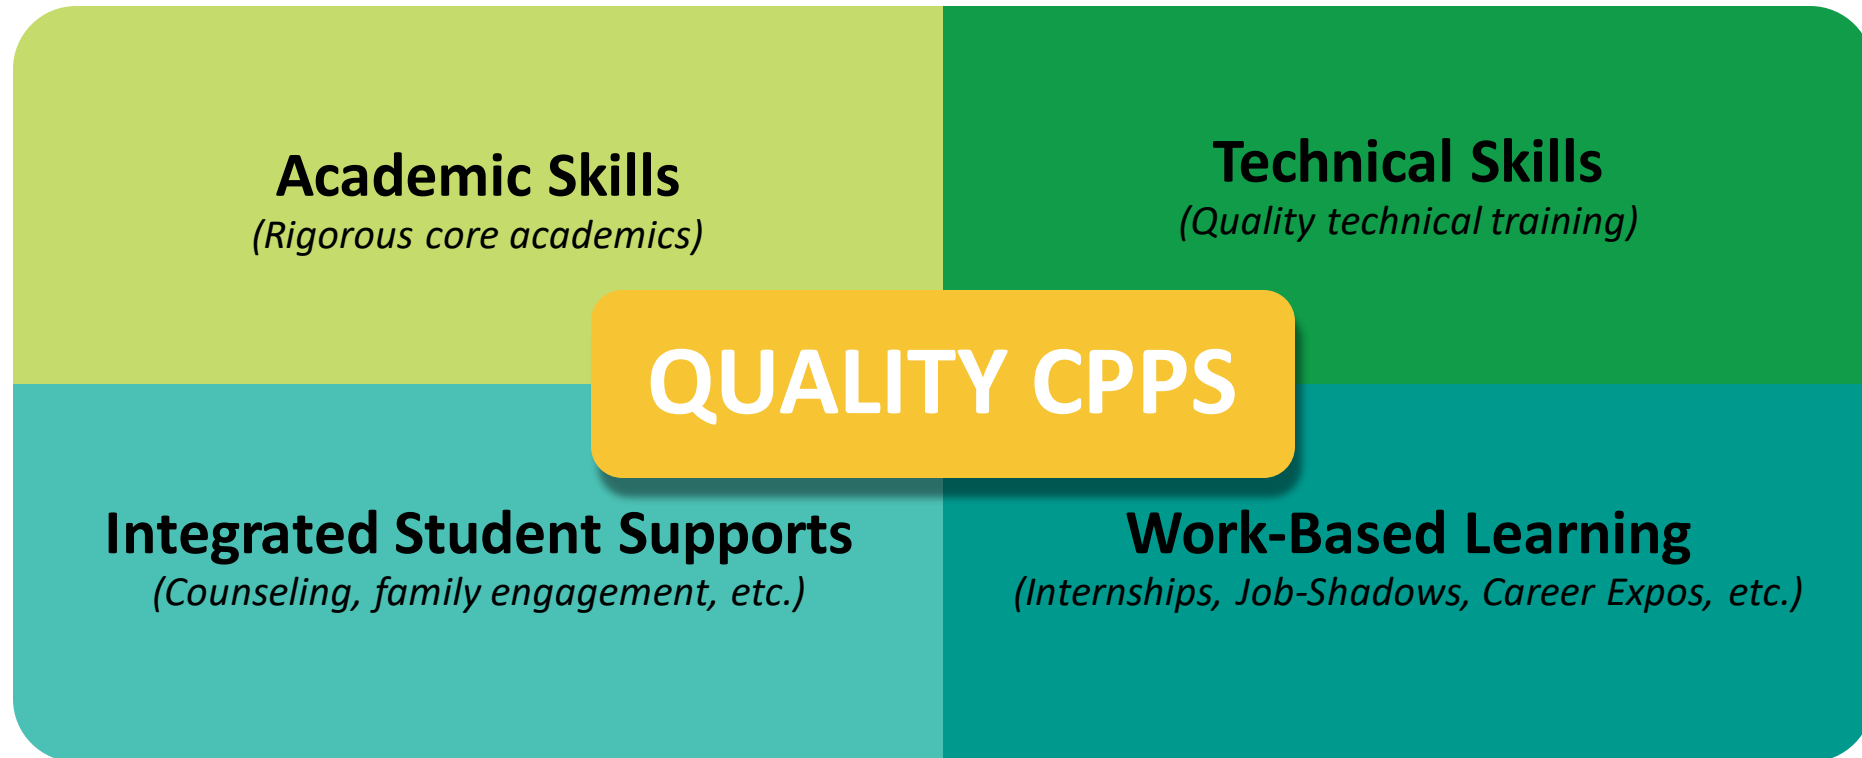 Academic Skills
(Rigorous core academics)
Technical Skills
(Quality technical training)
QUALITY CPPS
Integrated Student Supports
(Counseling, family engagement, etc.)
Work-Based Learning
(Internships, Job-Shadows, Career Expos, etc.)